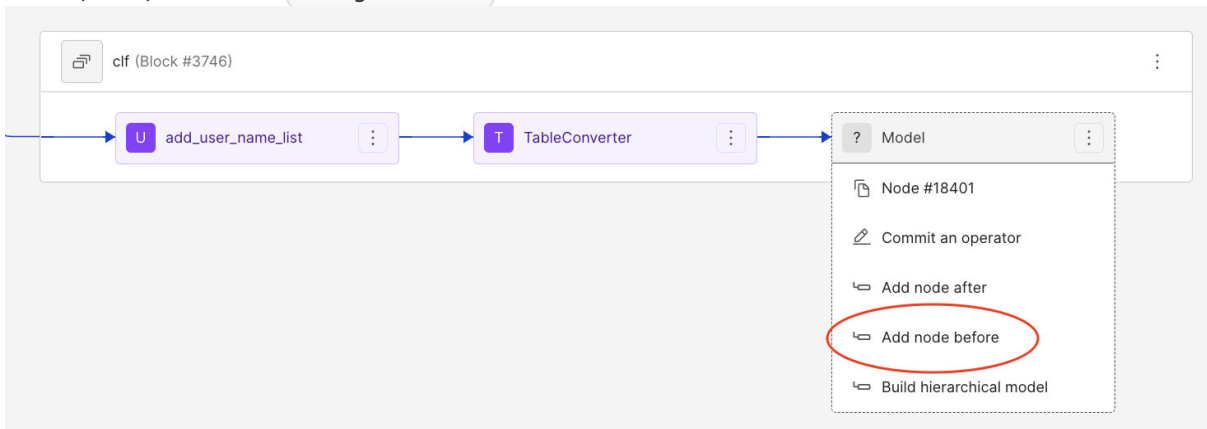 clf (Block #3746)
U add_user_name_list
T TableConverter
? Model
Node #18401
Commit an operator
Add node after
Add node before
Build hierarchical model